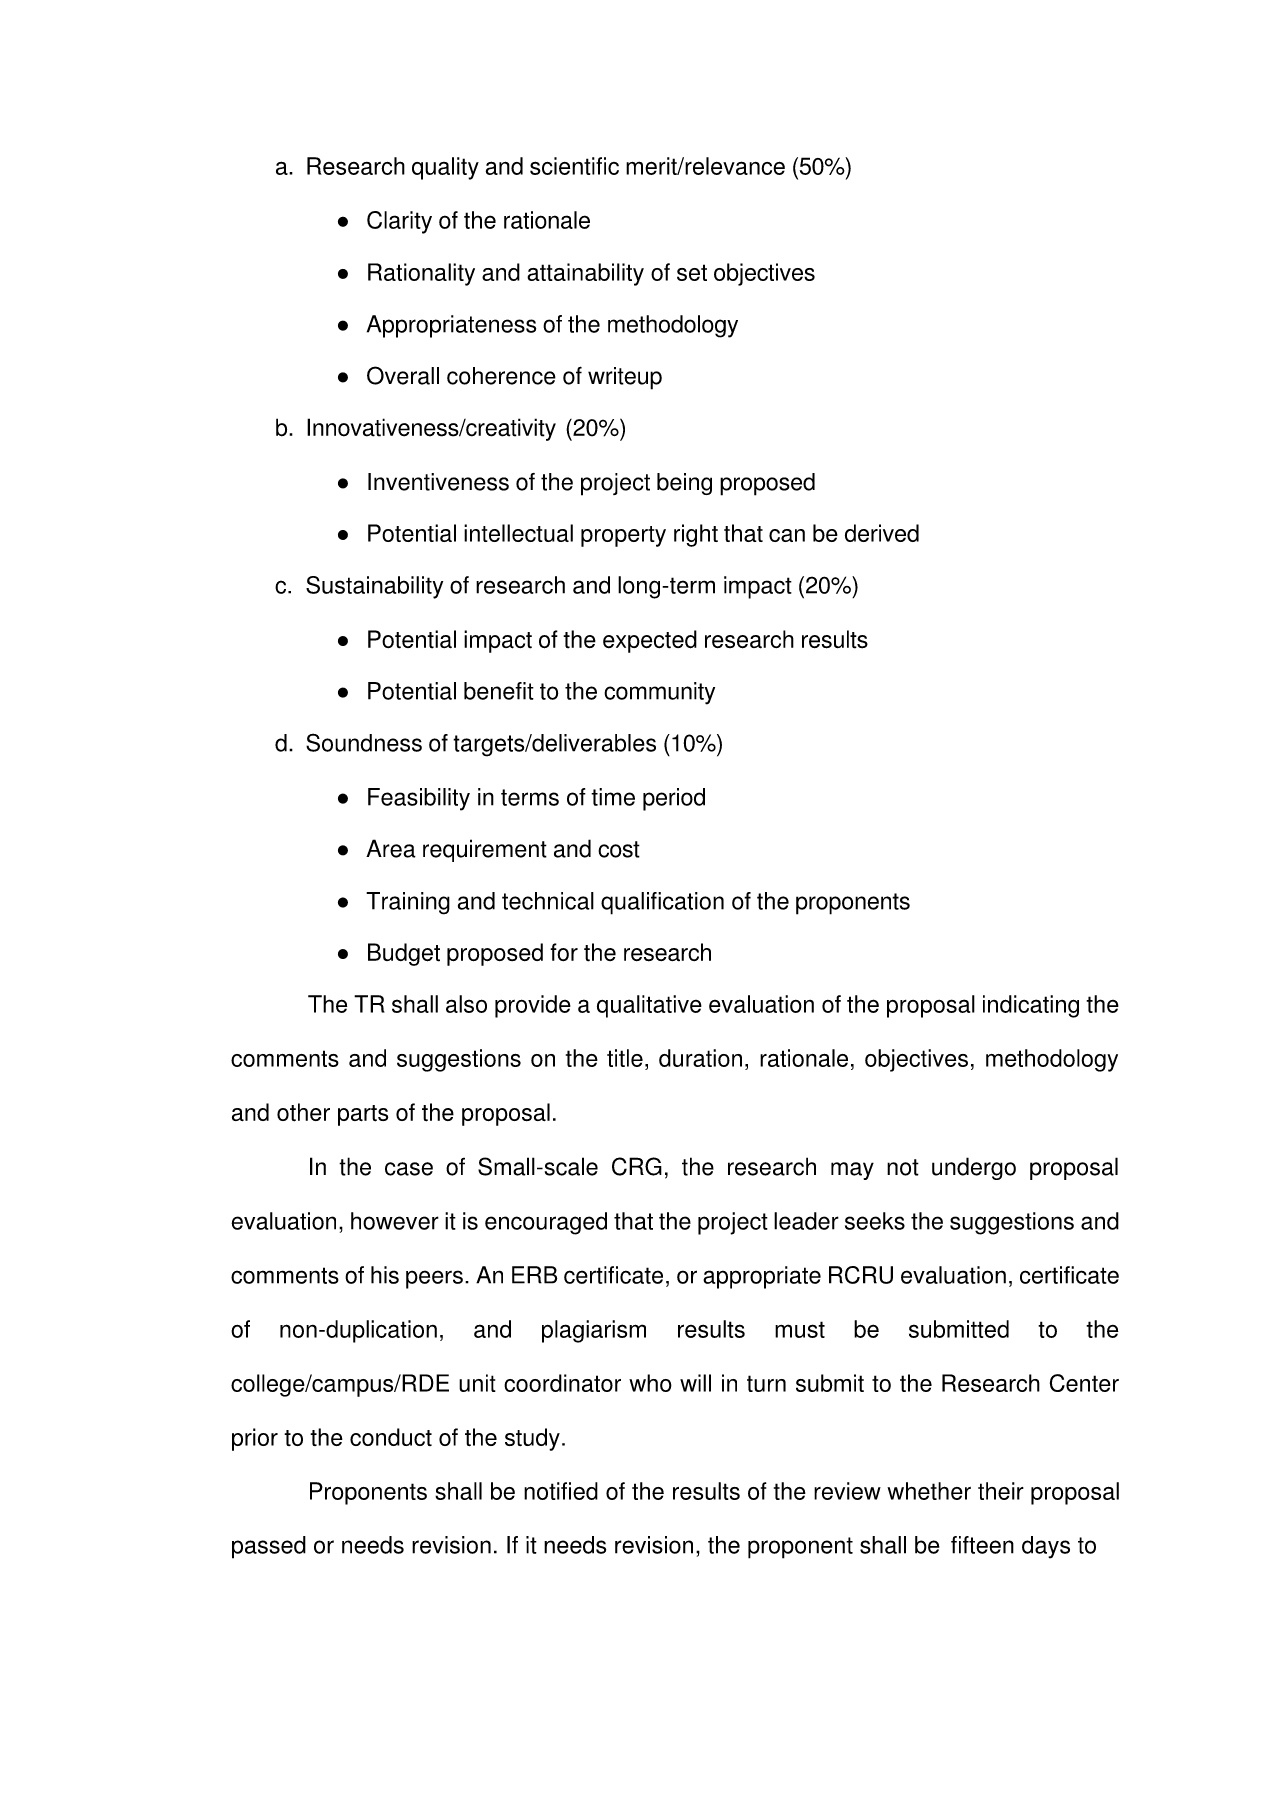 a. Research quality and scientific merit/relevance (50%)
● Clarity of the rationale
● Rationality and attainability of set objectives
● Appropriateness of the methodology
● Overall coherence of writeup
b. Innovativeness/creativity (20%)
● Inventiveness of the project being proposed
● Potential intellectual property right that can be derived
c. Sustainability of research and long-term impact (20%)
● Potential impact of the expected research results
● Potential benefit to the community
d. Soundness of targets/deliverables (10%)
● Feasibility in terms of time period
● Area requirement and cost
● Training and technical qualification of the proponents
● Budget proposed for the research
The TR shall also provide a qualitative evaluation of the proposal indicating the
comments and suggestions on the title, duration, rationale, objectives, methodology
and other parts of the proposal.
In the case of Small-scale CRG, the research may not undergo proposal
evaluation, however it is encouraged that the project leader seeks the suggestions and
comments of his peers. An ERB certificate, or appropriate RCRU evaluation, certificate
of non-duplication, and plagiarism results must be submitted to the
college/campus/RDE unit coordinator who will in turn submit to the Research Center
prior to the conduct of the study.
Proponents shall be notified of the results of the review whether their proposal
passed or needs revision. If it needs revision, the proponent shall be fifteen days to